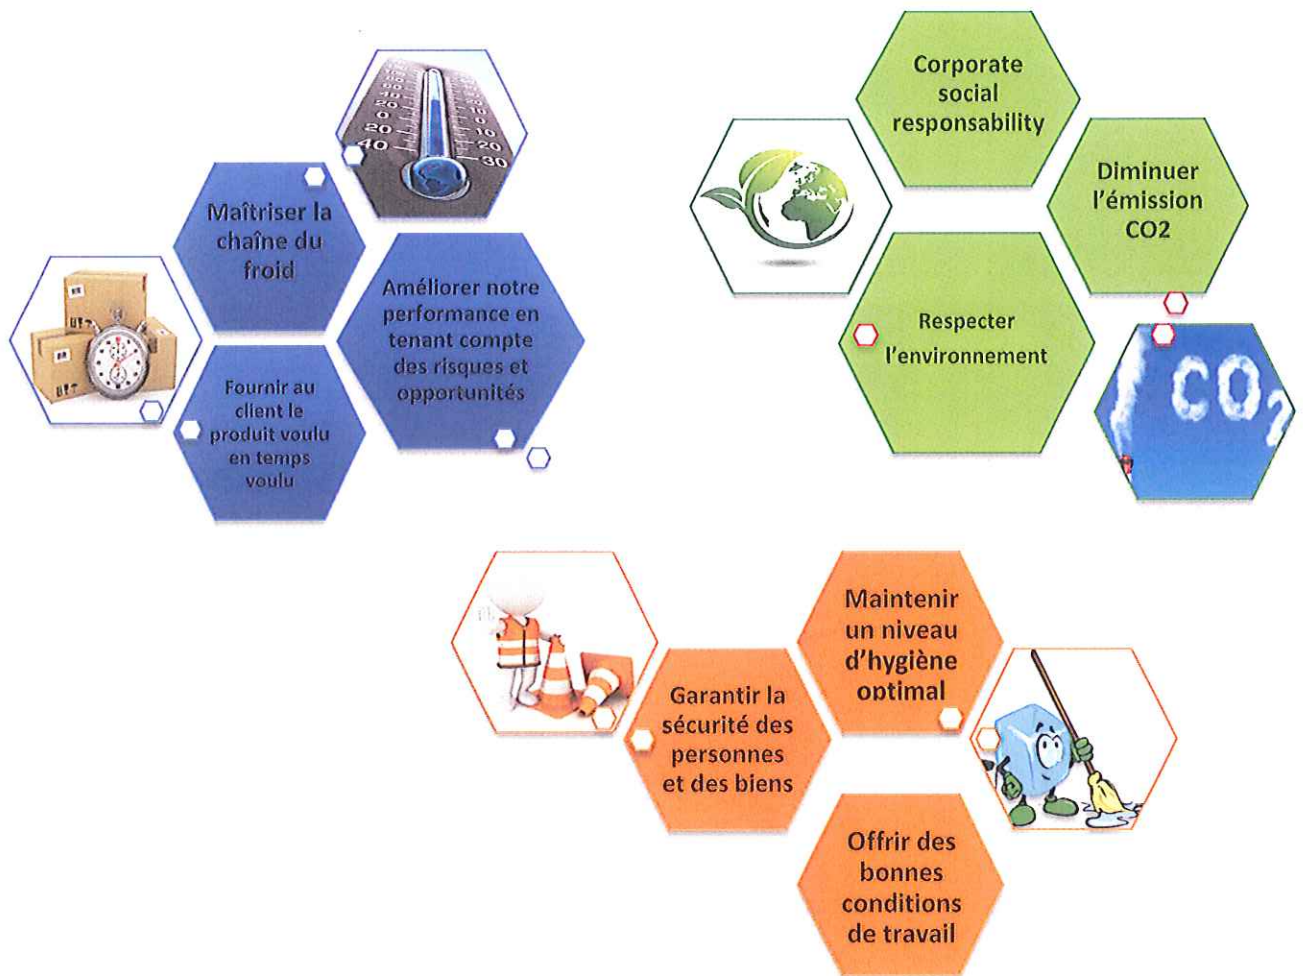 Maîtriser la
chaîne du
froid
Améliorer notre
performance en
tenant compte
des risques et
opportunités
Fournir au
client le
produit voulu
en temps
voulu
Corporate
social
responsability
Diminuer
l'émission
CO2
Respecter
l'environnement
CO2
Maintenir
un niveau
d'hygiène
optimal
Garantir la
sécurité des
personnes
et des biens
Offrir des
bonnes
conditions
de travail